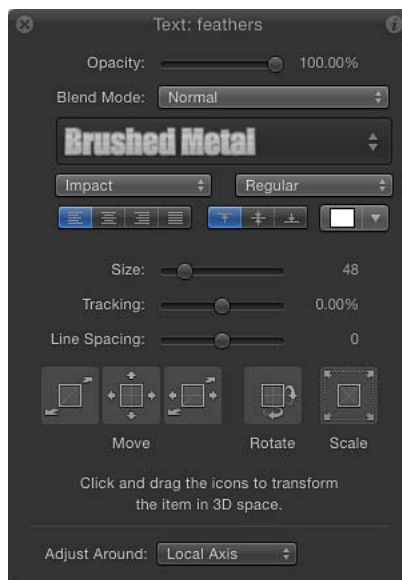 Text: feathers
Opacity: 100.00%
Blend Mode: Normal
Brushed Metal
Impact Regular
Size: 48
Tracking: 0.00%
Line Spacing: 0
Move Rotate Scale
Click and drag the icons to transform
the item in 3D space.
Adjust Around: Local Axis